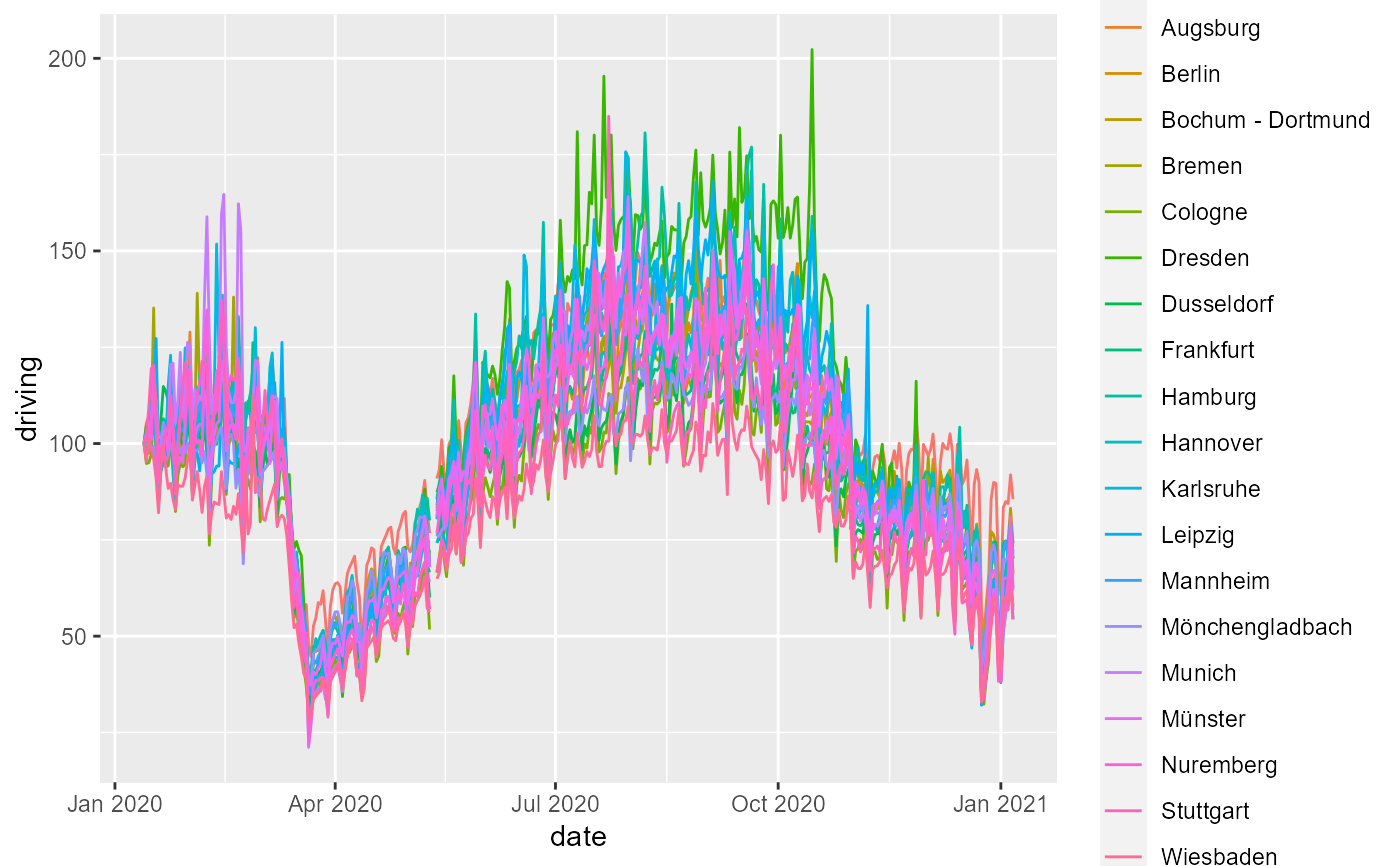 200
150
100
50
driving
Jan 2020
Apr 2020
Jul 2020
Oct 2020
Jan 2021
date
Augsburg
Berlin
Bochum - Dortmund
Bremen
Cologne
Dresden
Dusseldorf
Frankfurt
Hamburg
Hannover
Karlsruhe
Leipzig
Mannheim
Mönchengladbach
Munich
Münster
Nuremberg
Stuttgart
Wiesbaden